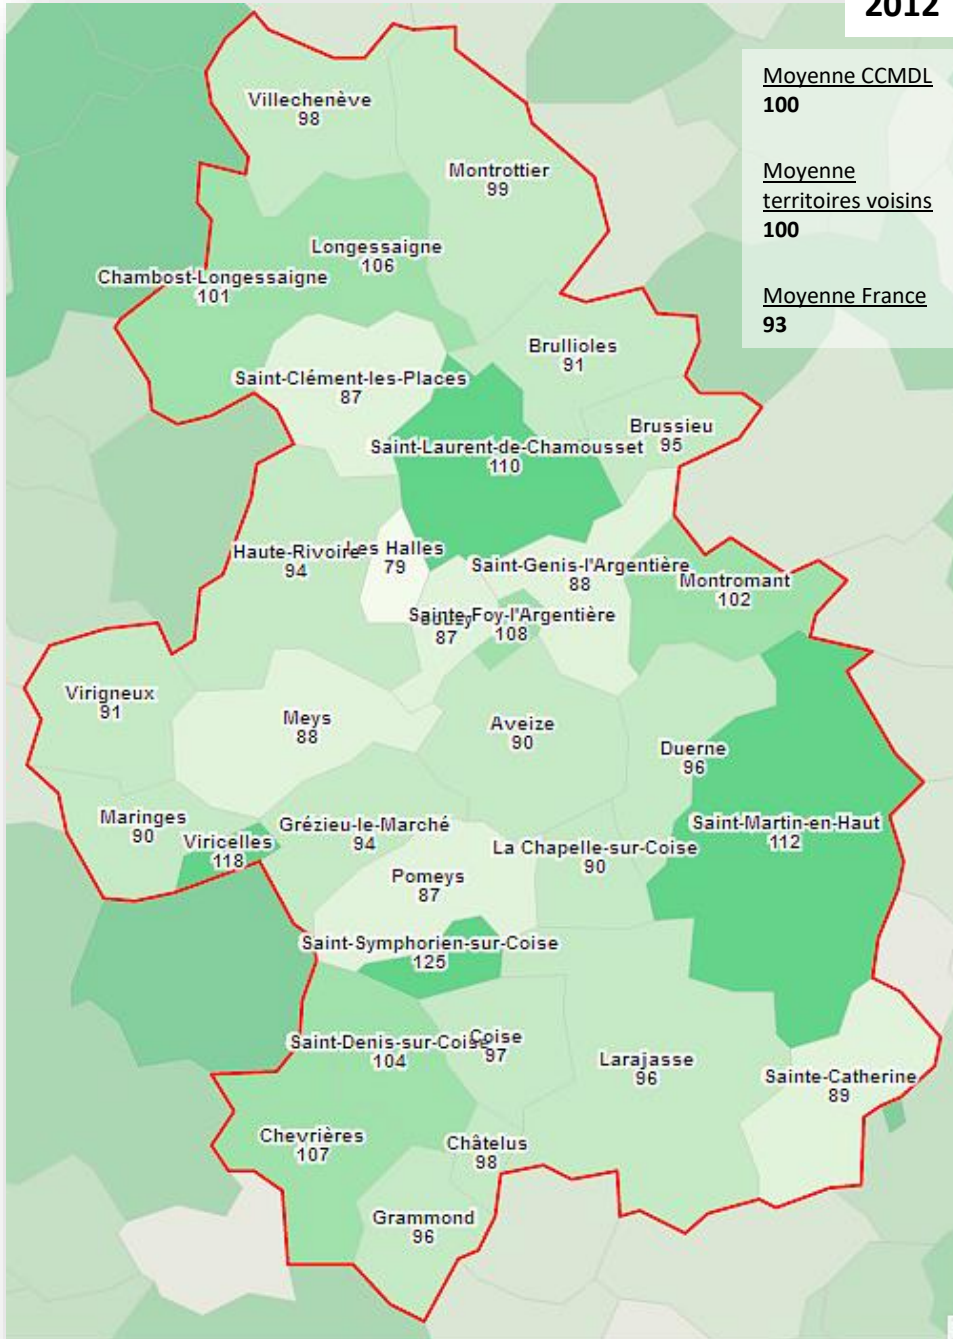 2012
Moyenne CCMDL
100
Moyenne
territoires voisins
100
Moyenne France
93
Villechenève
98
Montrottier
99
Longessaigne
106
Chambost-Longessaigne
101
Brullioles
91
Saint-Clément-les-Places
87
Brussieu
95
Saint-Laurent-de-Chamousset
110
Haute-Rivoire
94
Les Halles
79
Saint-Genis-l'Argentière
88
Montromant
102
Sainte-Foy-l'Argentière
108
87
Virigneux
91
Meys
88
Aveize
90
Duerne
96
Maringes
90
Viricelles
118
Grézieu-le-Marché
94
La Chapelle-sur-Coise
90
Saint-Martin-en-Haut
112
Pomeys
87
Saint-Symphorien-sur-Coise
125
Saint-Denis-sur-Coise
104
Coise
97
Larajasse
96
Sainte-Catherine
89
Chevrières
107
Châtelus
98
Grammond
96